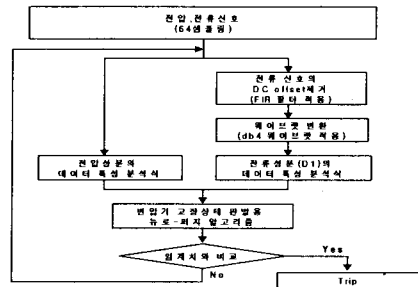 전압,전류신호
(64샘플링)
전류 신호의
DC offset제거
(FIR 필터 적용)
웨이브렛 변환
(db4 웨이브렛 적용)
전압성분의
데이터 특성 분석식
전류성분(D1)의
데이터 특성 분석식
변압기 고장상태 판별용
뉴로-퍼지 알고리즘
임계치와 비교
Yes
No
Trip